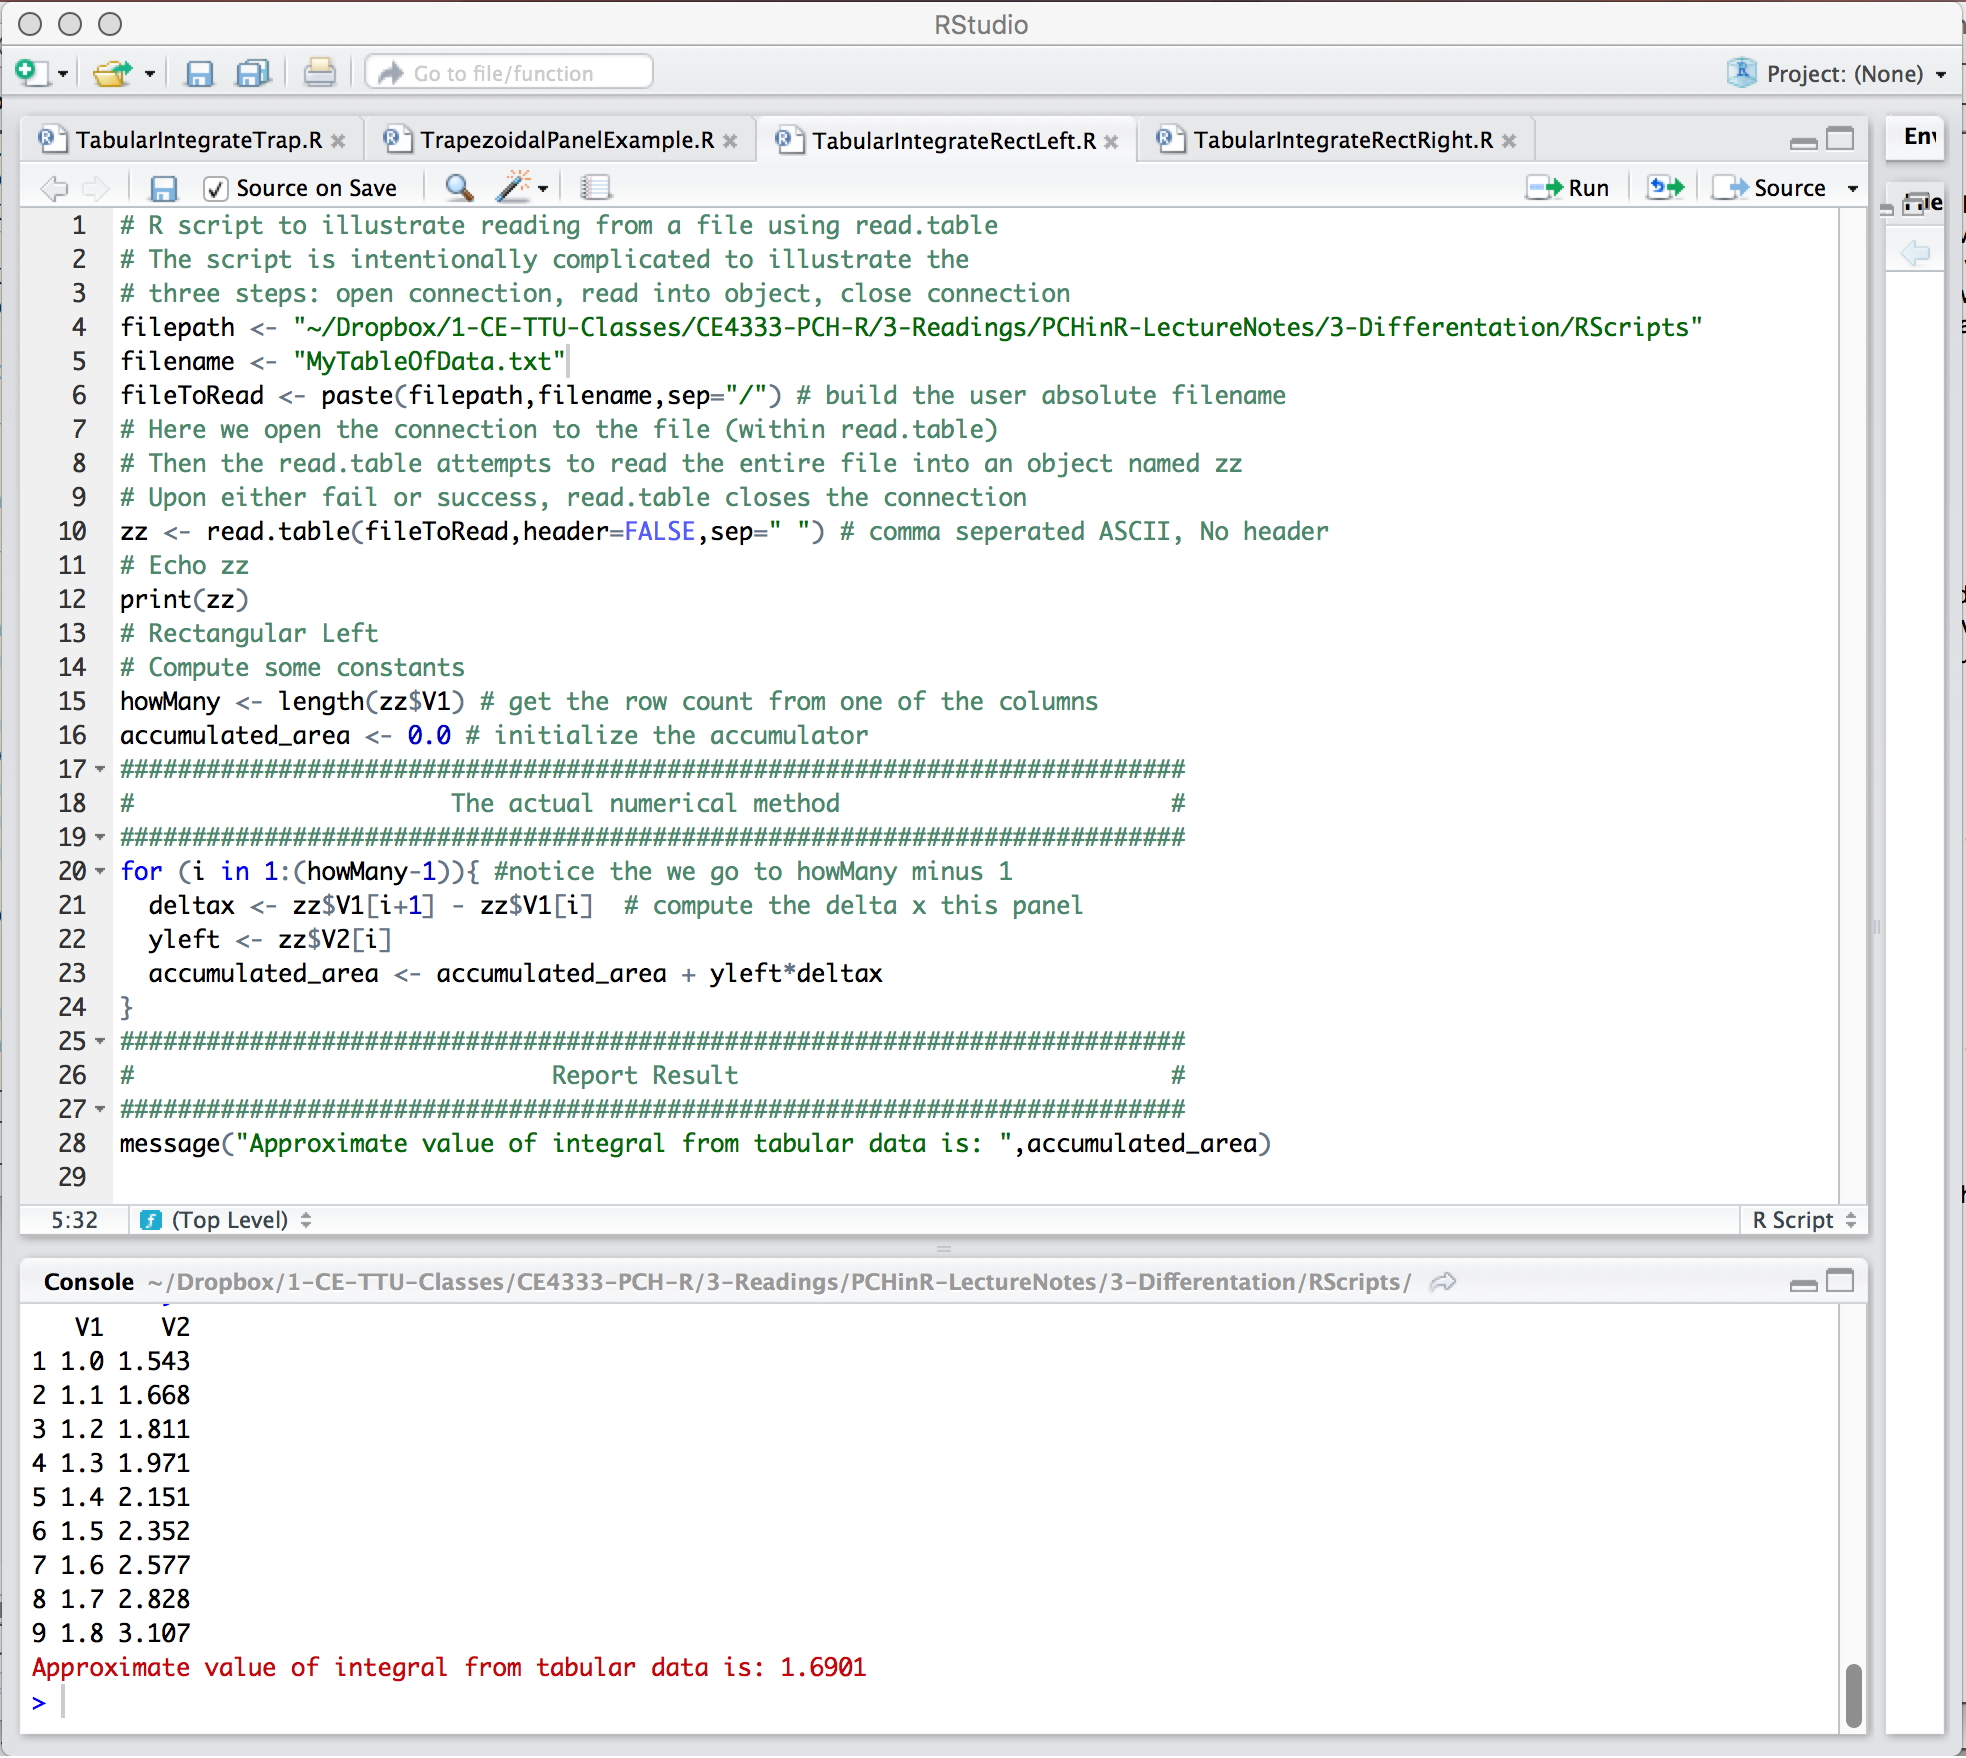 RStudio
Go to file/function
Project: (None)
TabularIntegrateTrap.R
TrapezoidalPanelExample.R
TabularIntegrateRectLeft.R
TabularIntegrateRectRight.R
Source on Save
Run
Source
1 # R script to illustrate reading from a file using read.table
2 # The script is intentionally complicated to illustrate the
3 # three steps: open connection, read into object, close connection
4 filepath <- "~/Dropbox/1-CE-TTU-Classes/CE4333-PCH-R/3-Readings/PCHinR-LectureNotes/3-Differentation/RScripts"
5 filename <- "MyTableOfData.txt"
6 fileToRead <- paste(filepath,filename,sep="/") # build the user absolute filename
7 # Here we open the connection to the file (within read.table)
8 # Then the read.table attempts to read the entire file into an object named zz
9 # Upon either fail or success, read.table closes the connection
10 zz <- read.table(fileToRead,header=FALSE,sep=" ") # comma seperated ASCII, No header
11 # Echo zz
12 print(zz)
13 # Rectangular Left
14 # Compute some constants
15 howMany <- length(zz$V1) # get the row count from one of the columns
16 accumulated_area <- 0.0 # initialize the accumulator
17 ##########################################################################
18 # The actual numerical method #
19 ##########################################################################
20 for (i in 1:(howMany-1)){ #notice the we go to howMany minus 1
21 deltax <- zz$V1[i+1] - zz$V1[i] # compute the delta x this panel
22 yleft <- zz$V2[i]
23 accumulated_area <- accumulated_area + yleft*deltax
24 }
25 ##########################################################################
26 # Report Result #
27 ##########################################################################
28 message("Approximate value of integral from tabular data is: ",accumulated_area)
29
5:32
(Top Level)
R Script
Console ~/Dropbox/1-CE-TTU-Classes/CE4333-PCH-R/3-Readings/PCHinR-LectureNotes/3-Differentation/RScripts/
V1 V2
1 1.0 1.543
2 1.1 1.668
3 1.2 1.811
4 1.3 1.971
5 1.4 2.151
6 1.5 2.352
7 1.6 2.577
8 1.7 2.828
9 1.8 3.107
Approximate value of integral from tabular data is: 1.6901
>